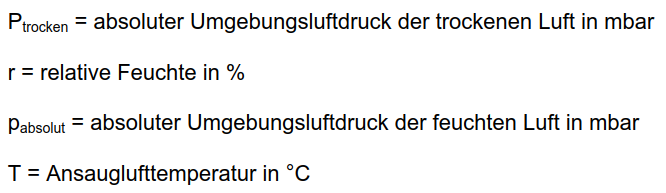 Ptrocken = absoluter Umgebungsluftdruck der trockenen Luft in mbar
r = relative Feuchte in %
pabsolut = absoluter Umgebungsluftdruck der feuchten Luft in mbar
T = Ansauglufttemperatur in °C